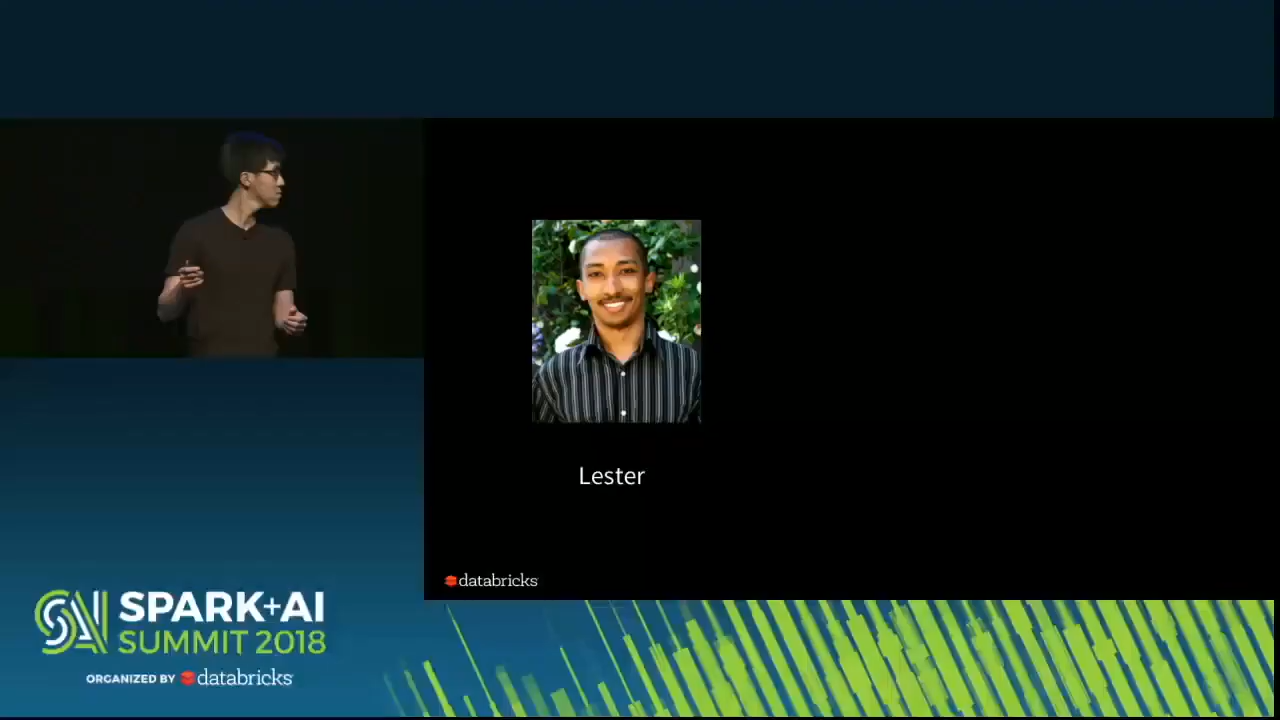 Lester
databricks
SPARK+AI
SUMMIT 2018
ORGANIZED BY databricks